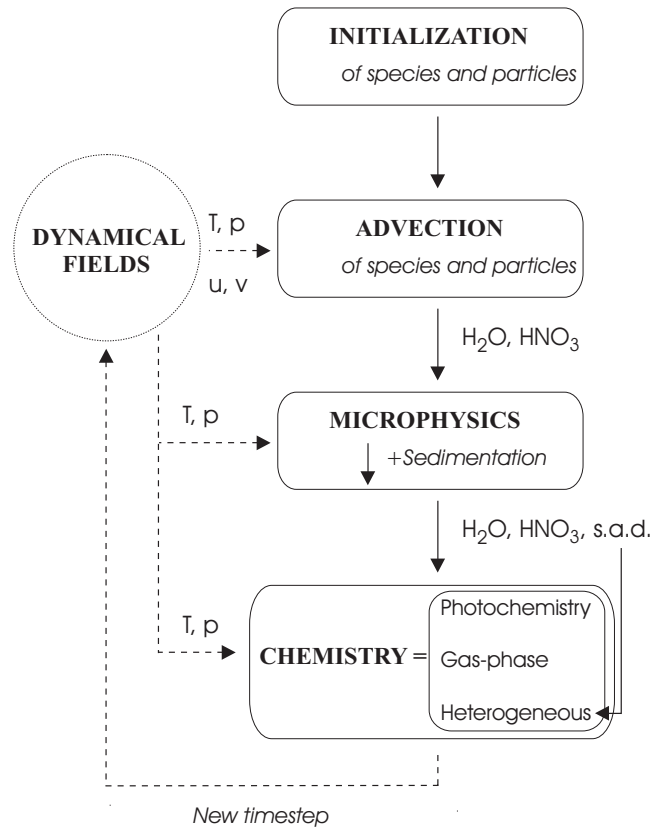 INITIALIZATION
of species and particles
DYNAMICAL
FIELDS
T, p
u, v
ADVECTION
of species and particles
H₂O, HNO₃
T, p
MICROPHYSICS
+Sedimentation
H₂O, HNO₃, s.a.d.
T, p
CHEMISTRY =
Photochemistry
Gas-phase
Heterogeneous
New timestep